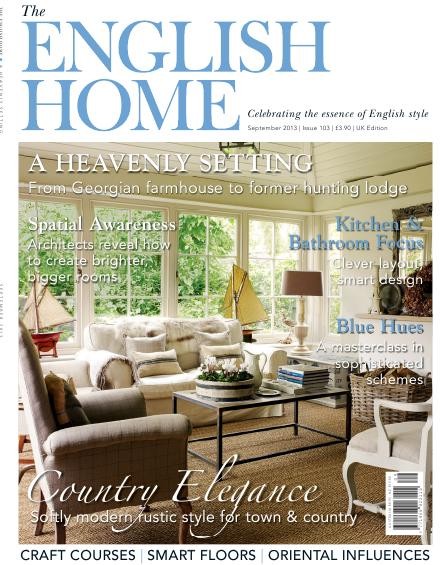 The
ENGLISH
HOME
Celebrating the essence of English style
September 2013 | Issue 103 | £3.90 | UK Edition
A HEAVENLY SETTING
From Georgian farmhouse to former hunting lodge
Spatial Awareness
Architects reveal how
to create brighter,
bigger rooms
Kitchen &
Bathroom Focus
Clever layout,
smart design
Blue Hues
A masterclass in
sophisticated
schemes
Country Elegance
Softly modern rustic style for town & country
CRAFT COURSES | SMART FLOORS | ORIENTAL INFLUENCES